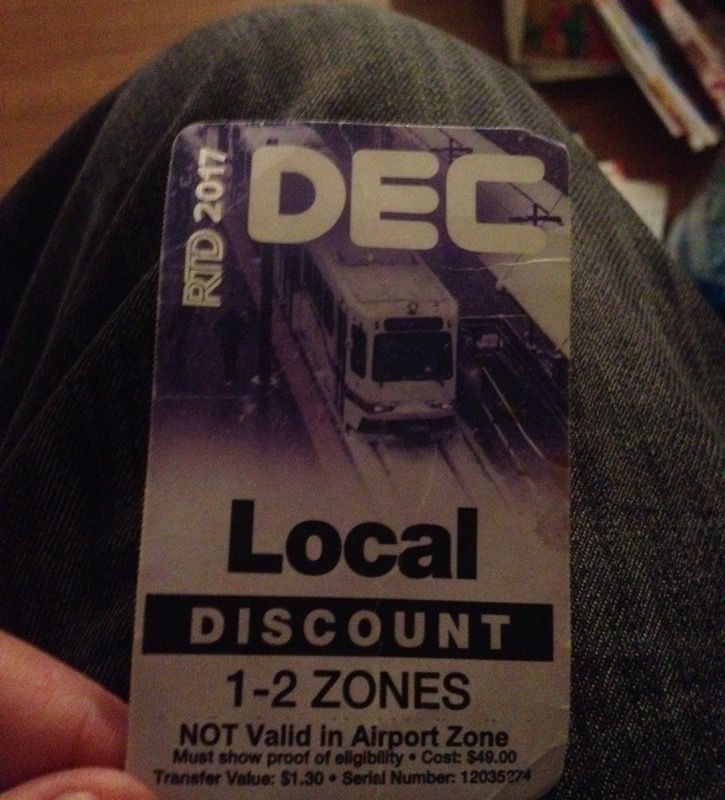 RTD 2017
DEC
Local
DISCOUNT
1-2 ZONES
NOT Valid in Airport Zone
Must show proof of eligibility • Cost: $49.00
Transfer Value: $1.30 • Serial Number: